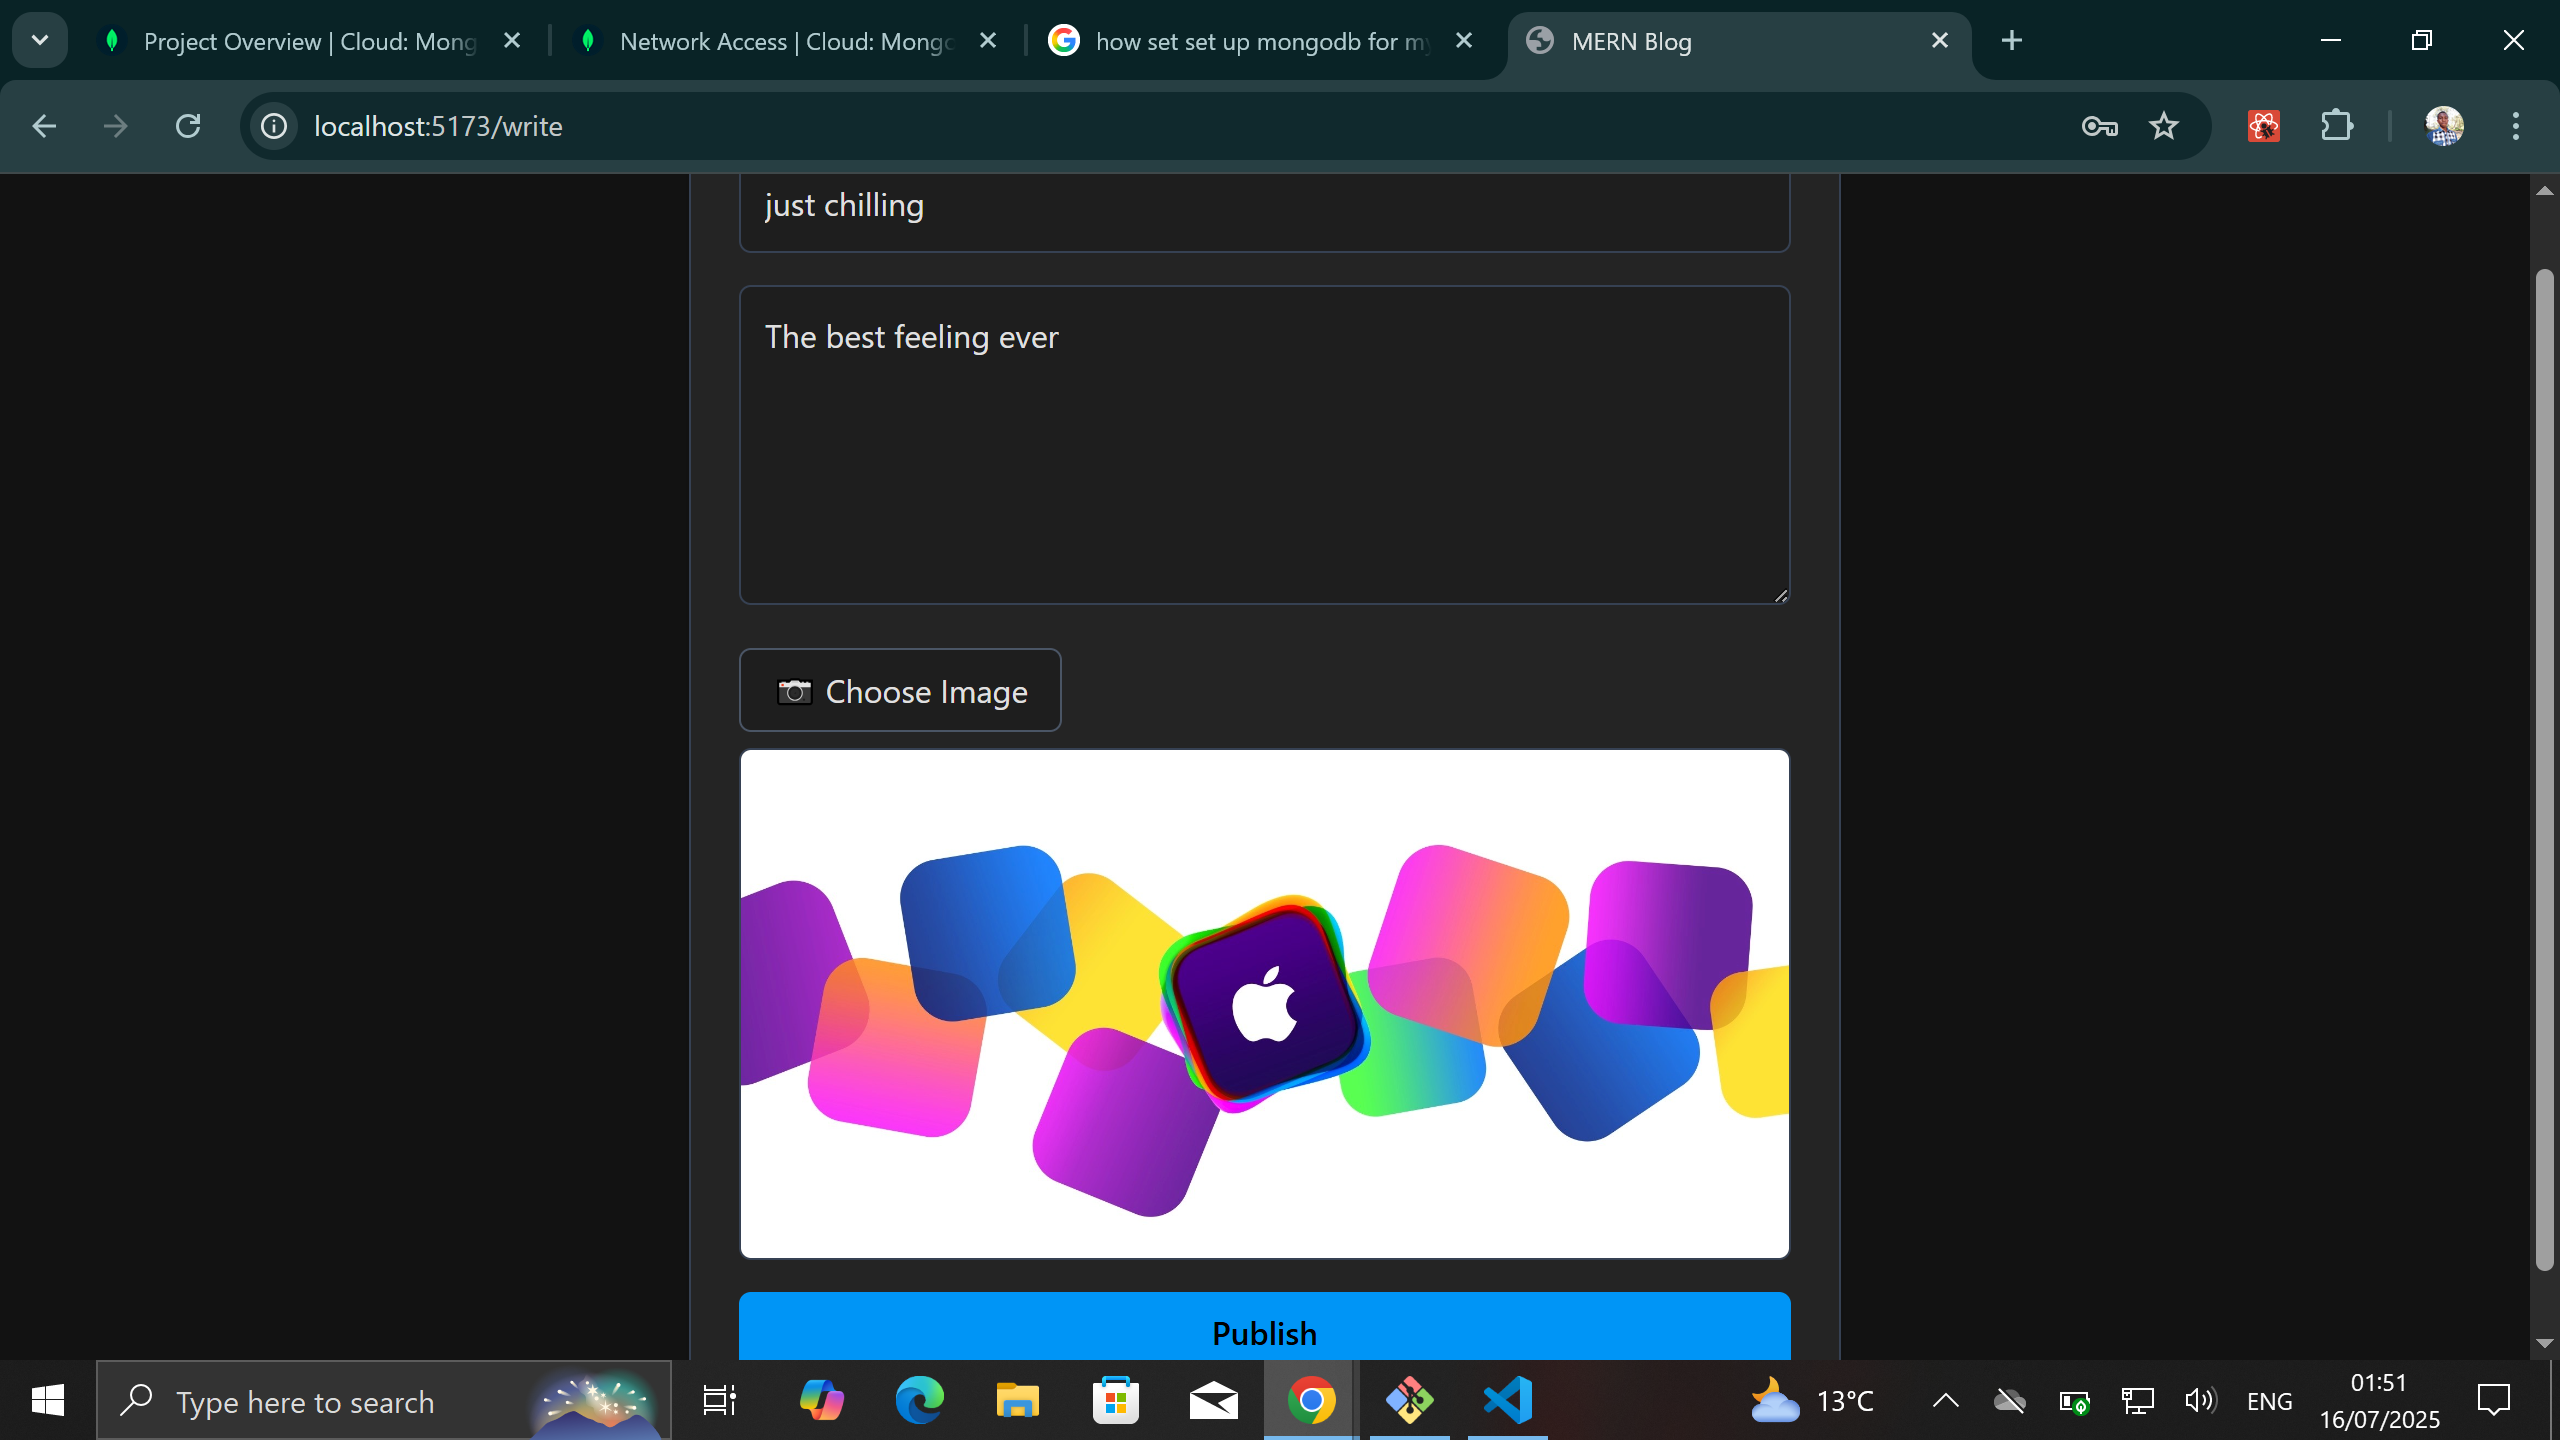 Project Overview | Cloud: Mong
Network Access | Cloud: Mongo
how set set up mongodb for my
MERN Blog
localhost:5173/write
just chilling
The best feeling ever
Choose Image
Publish
Type here to search
13°C
ENG
01:51
16/07/2025